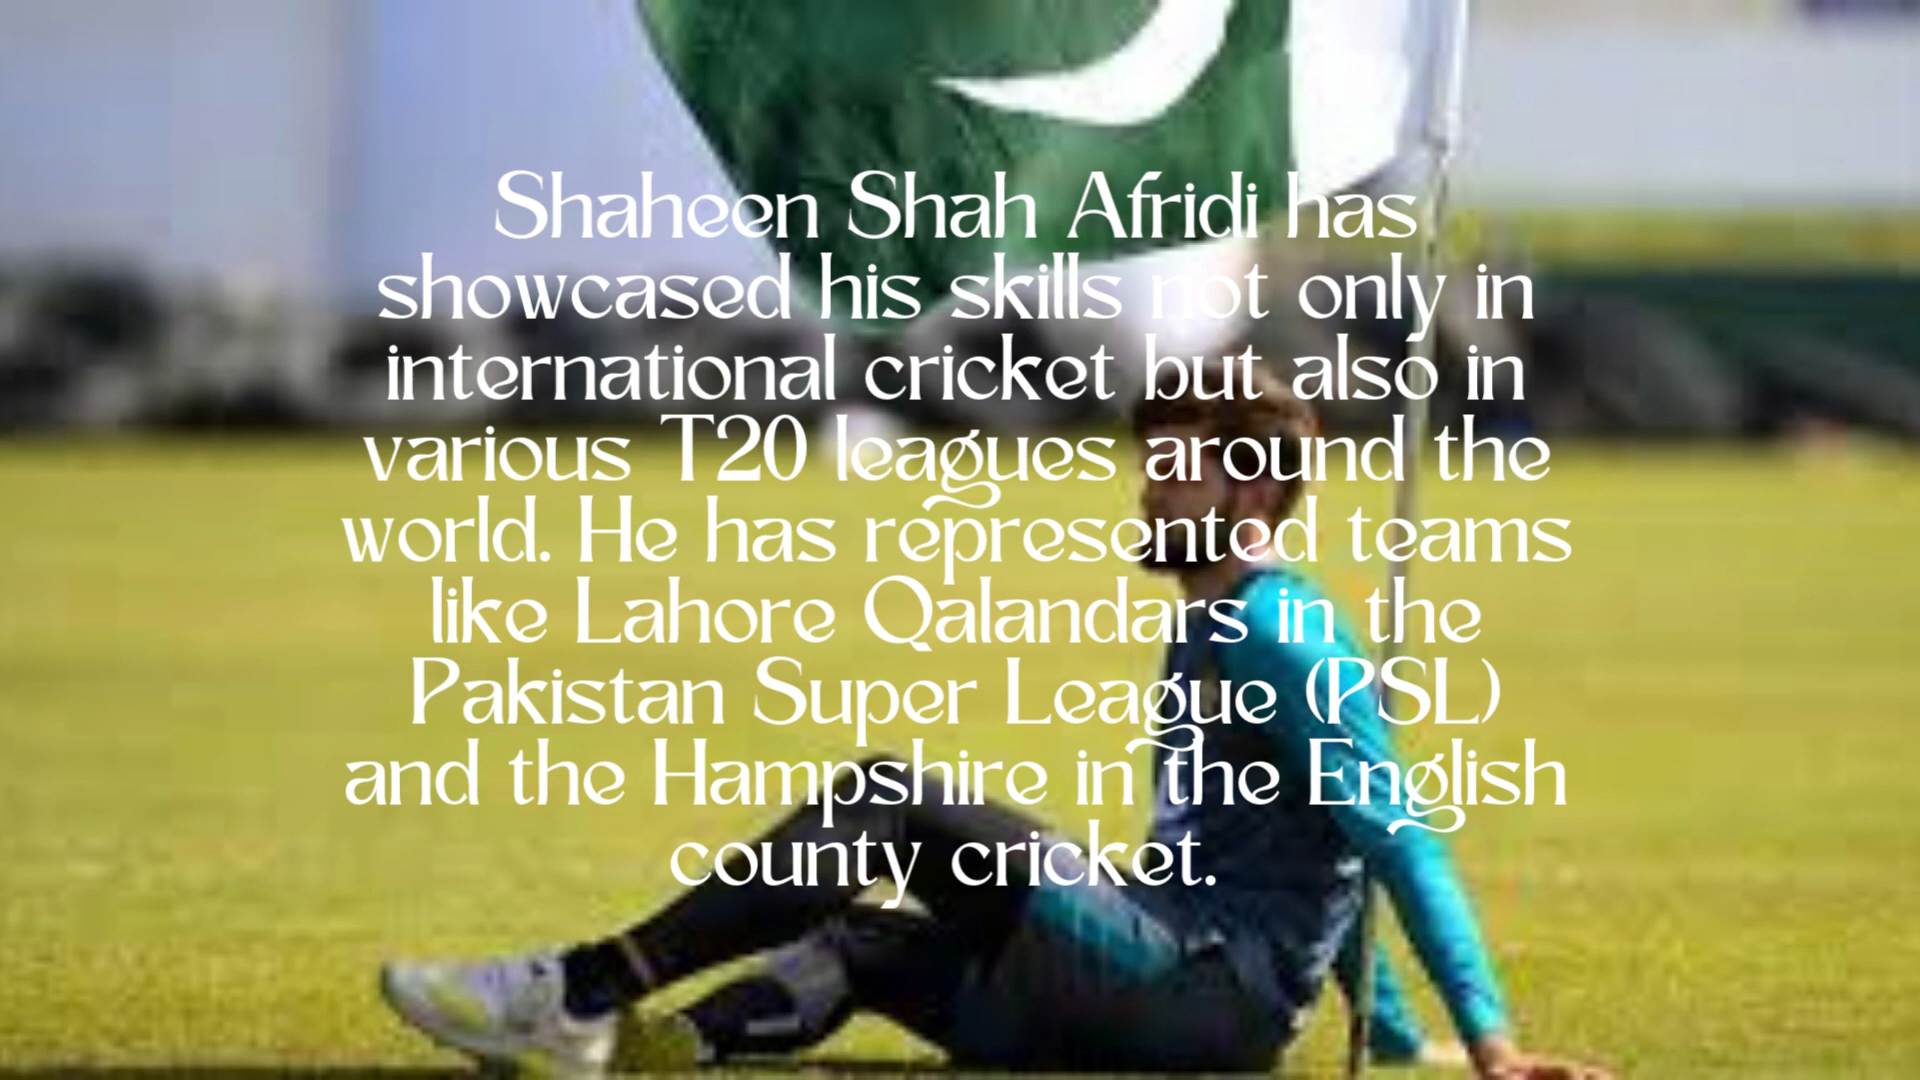 Shaheen Shah Afridi has
showcased his skills not only in
international cricket but also in
various T20 leagues around the
world. He has represented teams
like Lahore Qalandars in the
Pakistan Super League (PSL)
and the Hampshire in the English
county cricket.